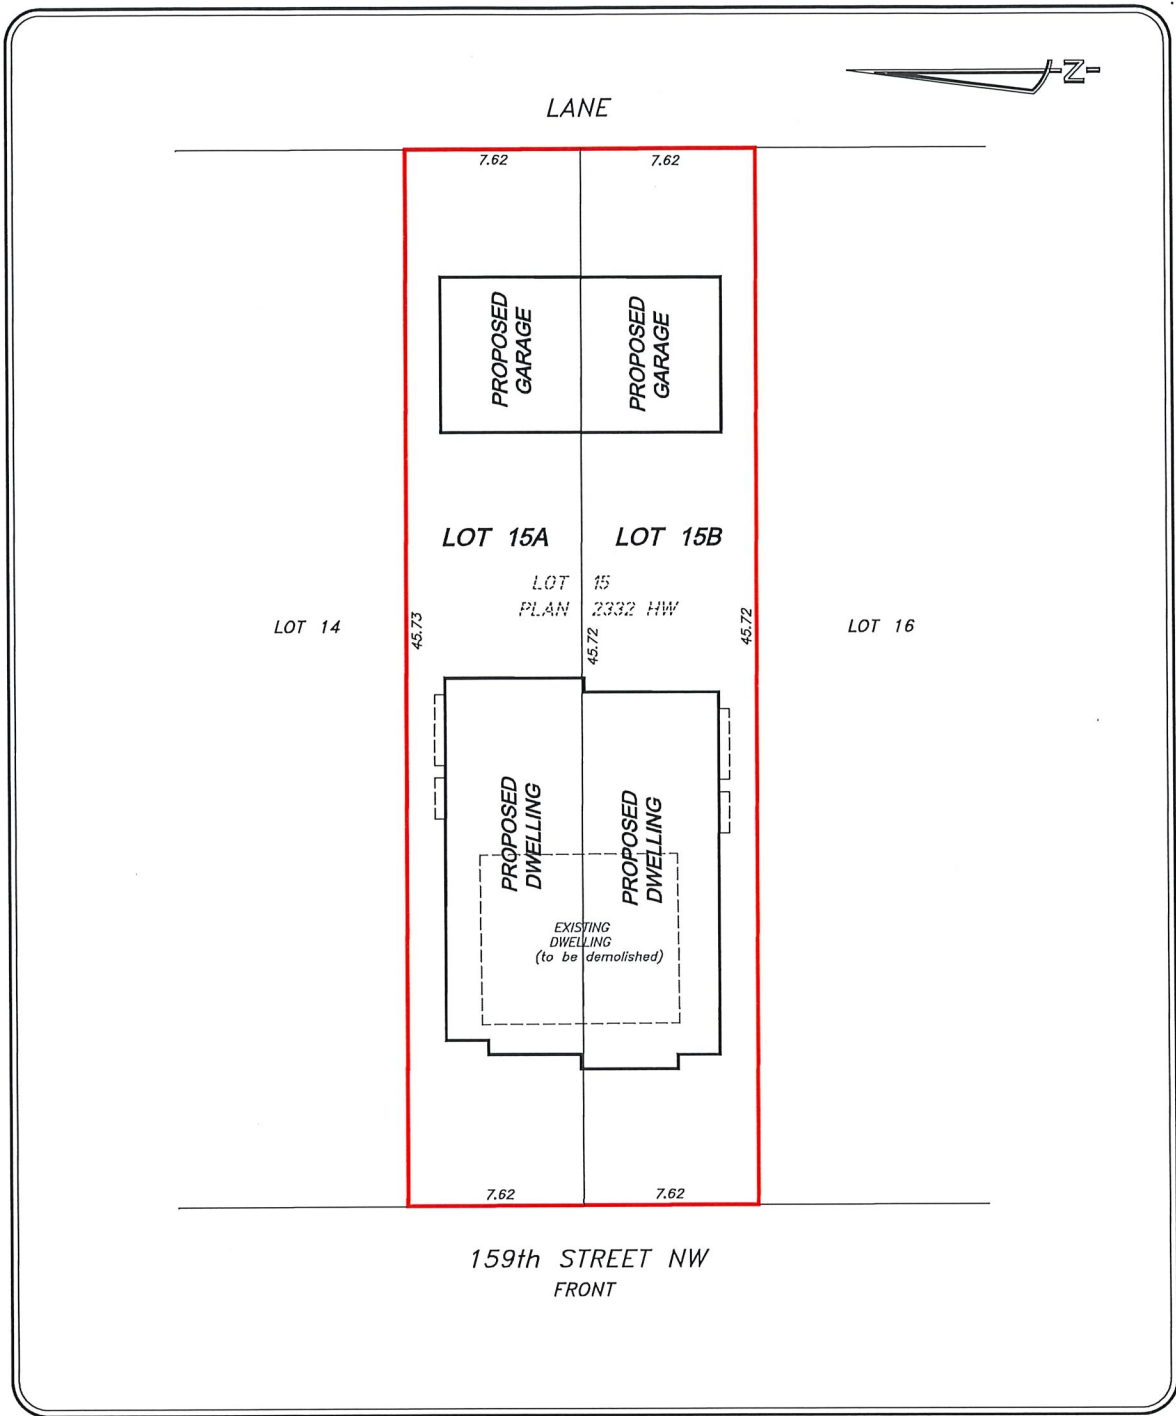 N
LANE
7.62 7.62
PROPOSED
GARAGE
PROPOSED
GARAGE
LOT 15A LOT 15B
LOT 15
PLAN 2332 HW
LOT 14
45.73
45.72
45.72
LOT 16
PROPOSED
DWELLING
PROPOSED
DWELLING
EXISTING
DWELLING
(to be demolished)
7.62 7.62
159th STREET NW
FRONT